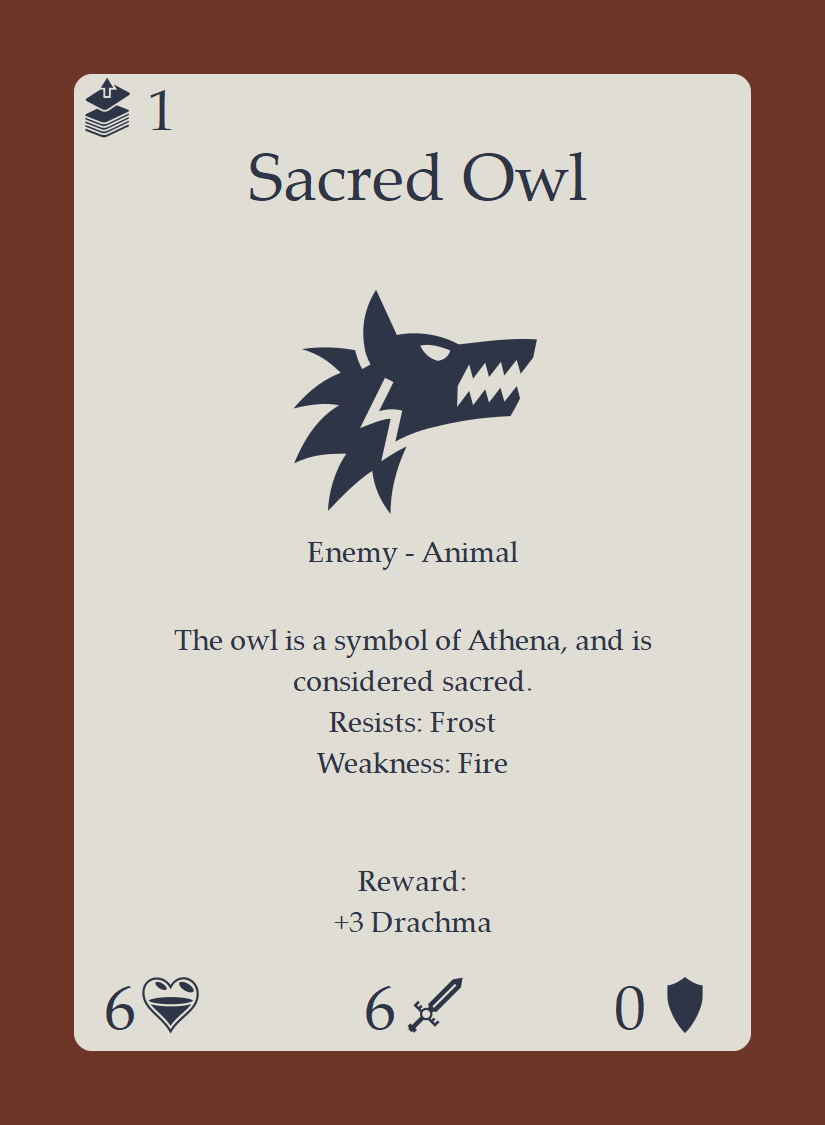 1
Sacred Owl
Enemy - Animal
The owl is a symbol of Athena, and is
considered sacred.
Resists: Frost
Weakness: Fire
Reward:
+3 Drachma
6 6 0